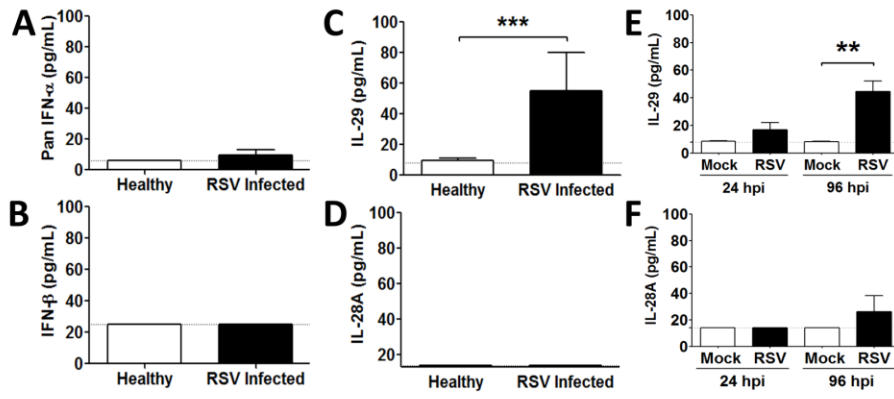 A
Pan IFN-α (pg/mL)
100
80
60
40
20
0
Healthy
RSV Infected
B
IFN-β (pg/mL)
100
80
60
40
20
0
Healthy
RSV Infected
C
IL-29 (pg/mL)
100
80
60
40
20
0
***
Healthy
RSV Infected
D
IL-28A (pg/mL)
100
80
60
40
20
Healthy
RSV Infected
E
IL-29 (pg/mL)
100
80
60
40
20
0
**
Mock RSV Mock RSV
24 hpi 96 hpi
F
IL-28A (pg/mL)
100
80
60
40
20
0
Mock RSV Mock RSV
24 hpi 96 hpi